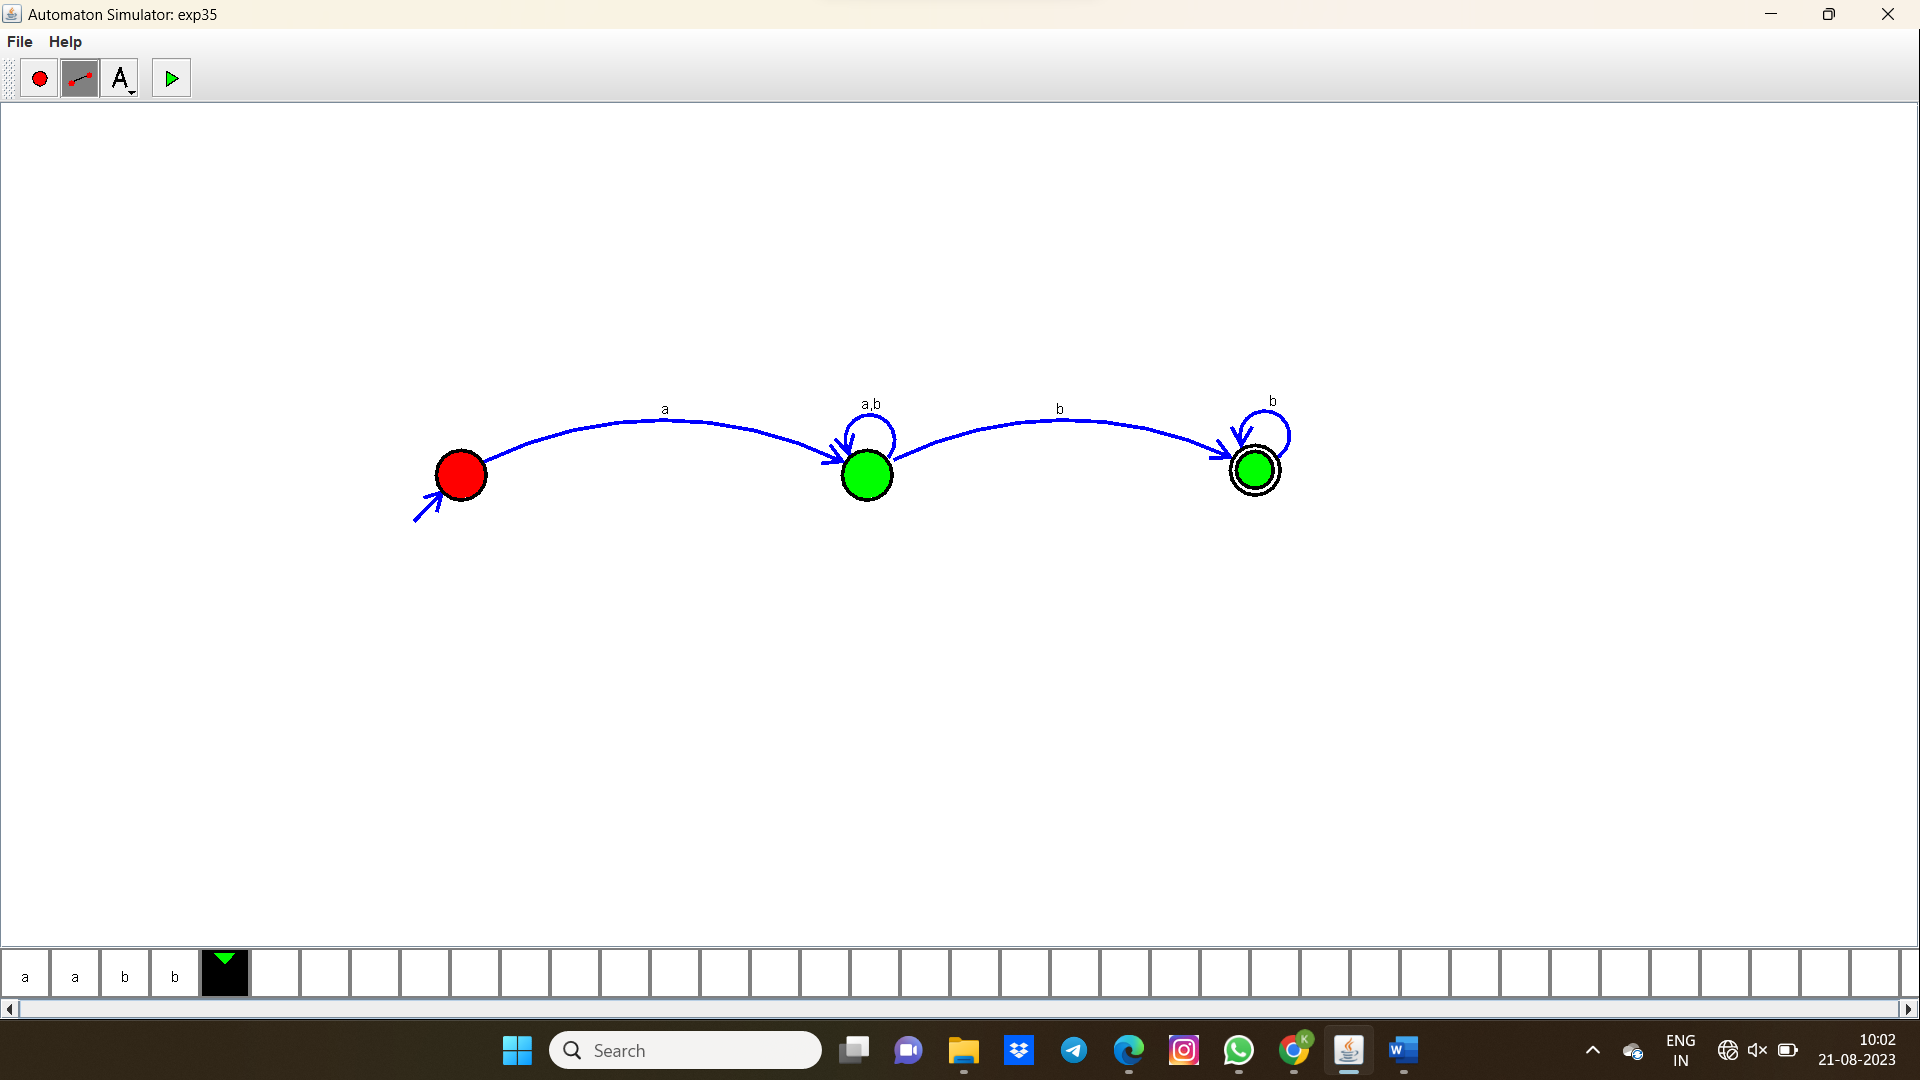 Automaton Simulator: exp35
File Help
A
a
a,b
b
b
a a b b
Search
K
W
ENG
IN
10:02
21-08-2023